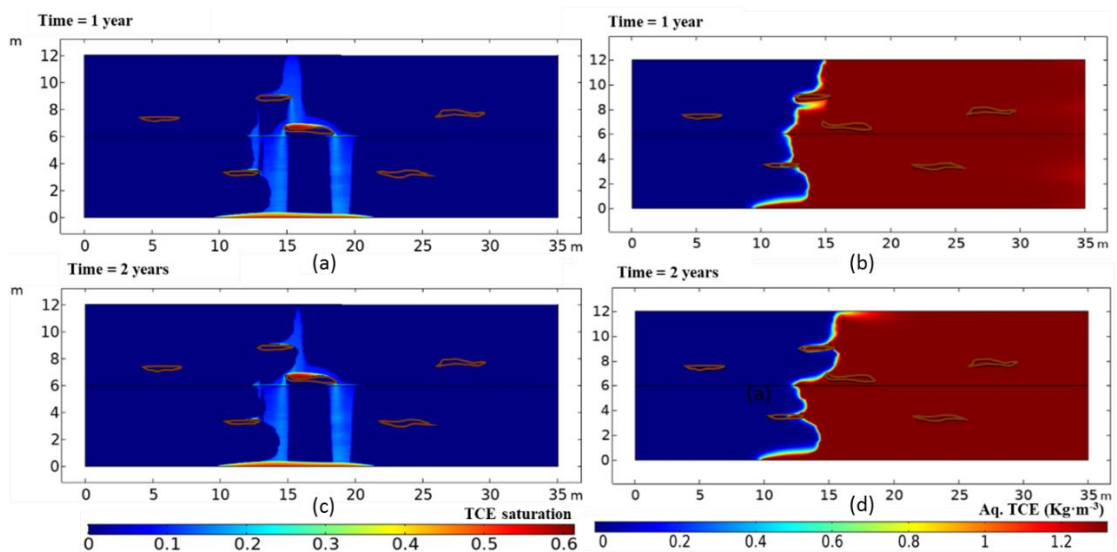 Time = 1 year
m
12
10
8
6
4
2
0
0 5 10 15 20 25 30 35 m
(a)
Time = 1 year
12
10
8
6
4
2
0
0 5 10 15 20 25 30 35 m
(b)
Time = 2 years
m
12
10
8
6
4
2
0
0 5 10 15 20 25 30 35 m
(c)
TCE saturation
0 0.1 0.2 0.3 0.4 0.5 0.6
Time = 2 years
12
10
8
6
4
2
0
(a)
0 5 10 15 20 25 30 35 m
(d)
Aq. TCE (Kg·m⁻³)
0 0.2 0.4 0.6 0.8 1 1.2